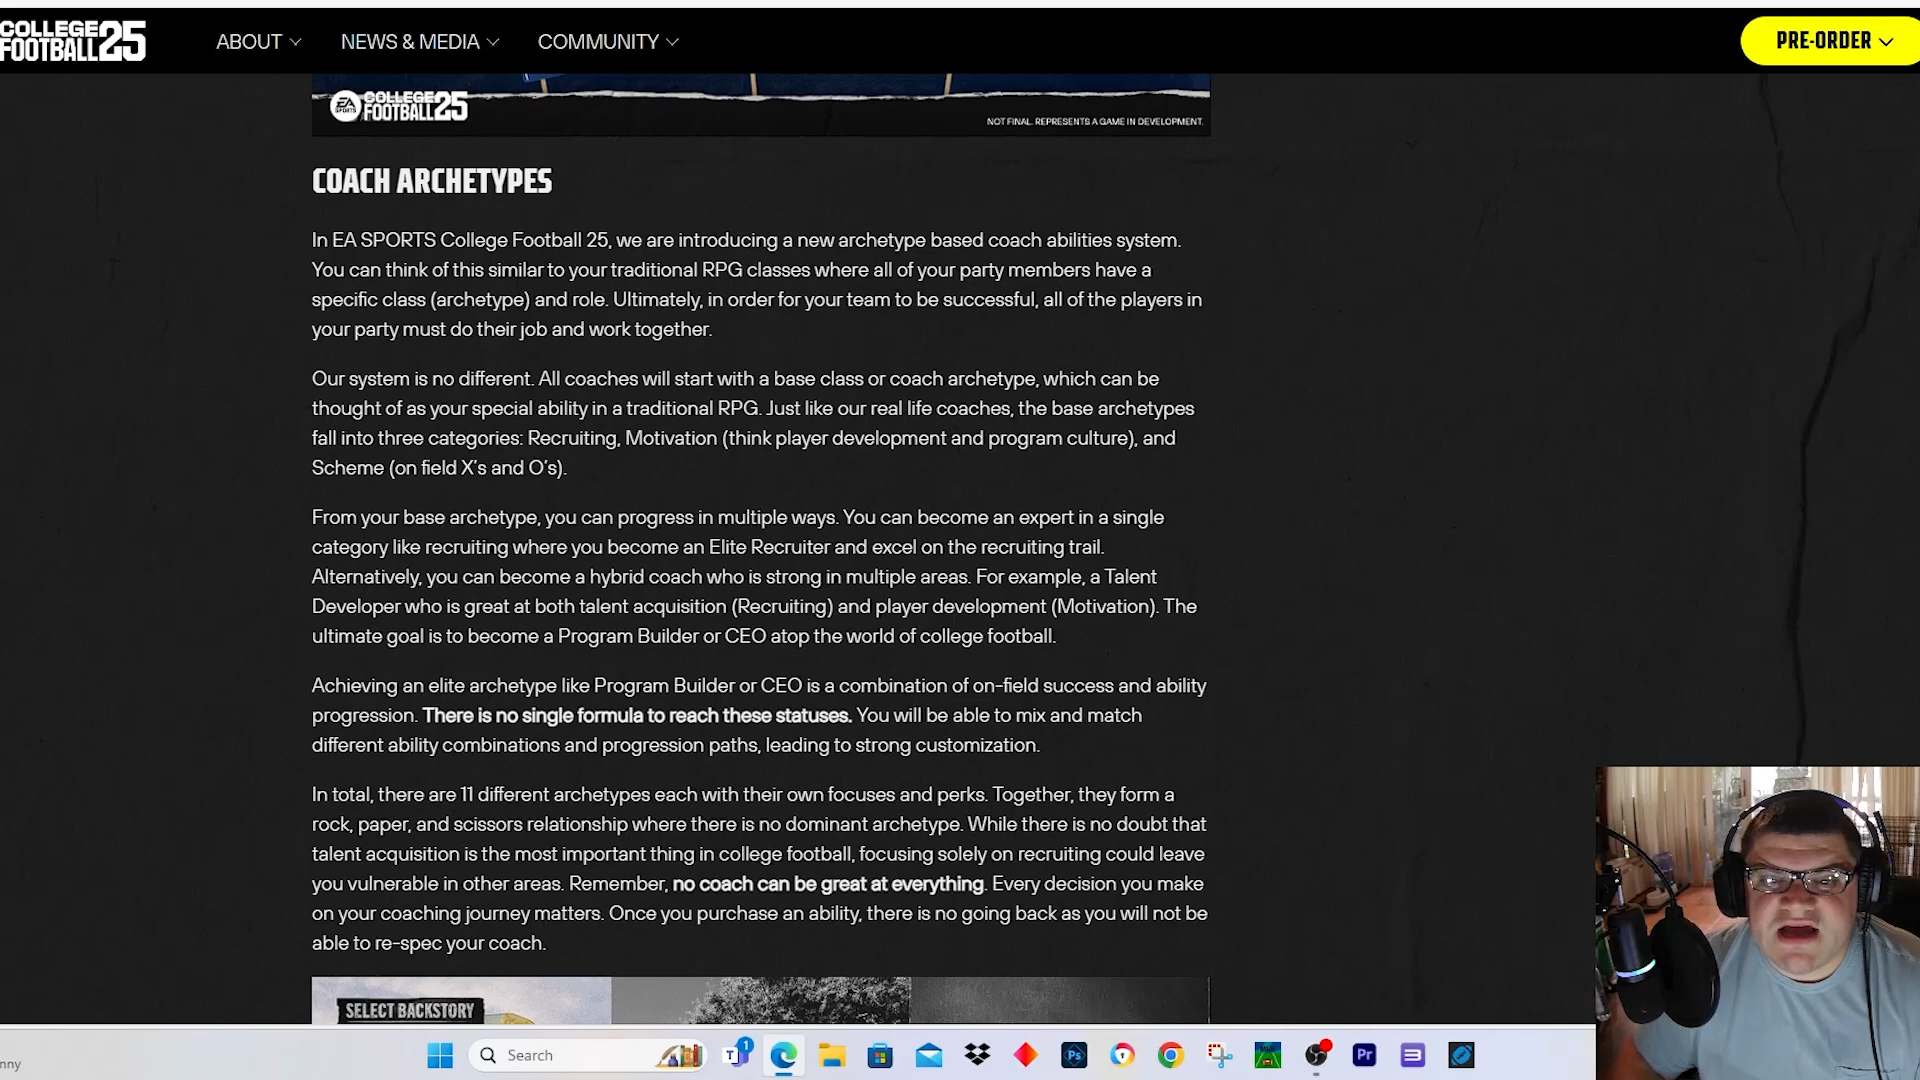 COLLEGE
FOOTBALL 25
ABOUT
NEWS & MEDIA
COMMUNITY
PRE-ORDER
EA
SPORTS
COLLEGE
FOOTBALL 25
NOT FINAL. REPRESENTS A GAME IN DEVELOPMENT.
COACH ARCHETYPES
In EA SPORTS College Football 25, we are introducing a new archetype based coach abilities system.
You can think of this similar to your traditional RPG classes where all of your party members have a
specific class (archetype) and role. Ultimately, in order for your team to be successful, all of the players in
your party must do their job and work together.
Our system is no different. All coaches will start with a base class or coach archetype, which can be
thought of as your special ability in a traditional RPG. Just like our real life coaches, the base archetypes
fall into three categories: Recruiting, Motivation (think player development and program culture), and
Scheme (on field X's and O's).
From your base archetype, you can progress in multiple ways. You can become an expert in a single
category like recruiting where you become an Elite Recruiter and excel on the recruiting trail.
Alternatively, you can become a hybrid coach who is strong in multiple areas. For example, a Talent
Developer who is great at both talent acquisition (Recruiting) and player development (Motivation). The
ultimate goal is to become a Program Builder or CEO atop the world of college football.
Achieving an elite archetype like Program Builder or CEO is a combination of on-field success and ability
progression. There is no single formula to reach these statuses. You will be able to mix and match
different ability combinations and progression paths, leading to strong customization.
In total, there are 11 different archetypes each with their own focuses and perks. Together, they form a
rock, paper, and scissors relationship where there is no dominant archetype. While there is no doubt that
talent acquisition is the most important thing in college football, focusing solely on recruiting could leave
you vulnerable in other areas. Remember, no coach can be great at everything. Every decision you make
on your coaching journey matters. Once you purchase an ability, there is no going back as you will not be
able to re-spec your coach.
SELECT BACKSTORY
nny
Search
T
1
Ps
Pr